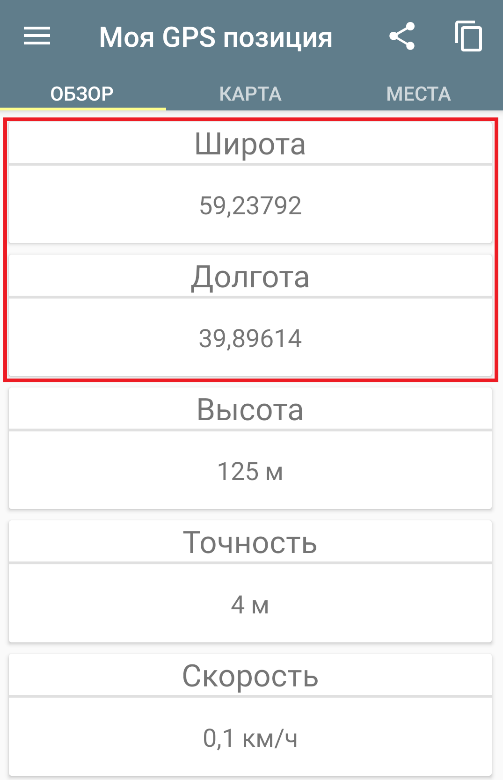 Моя GPS позиция
ОБЗОР КАРТА МЕСТА
Широта
59,23792
Долгота
39,89614
Высота
125 м
Точность
4 м
Скорость
0,1 км/ч